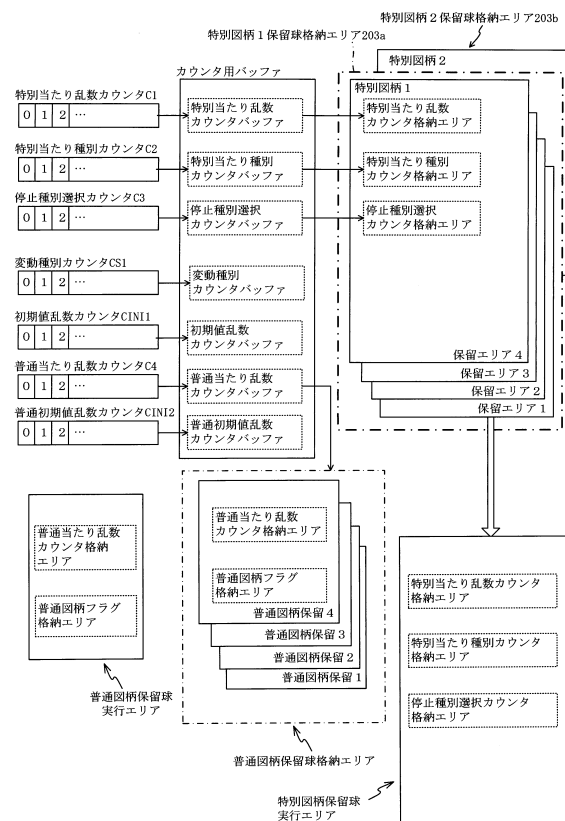 特別図柄2保留球格納エリア203b
特別図柄1保留球格納エリア203a
特別図柄2
カウンタ用バッファ
特別図柄1
特別当たり乱数カウンタC1
0 1 2 …
特別当たり乱数
カウンタバッファ
特別当たり乱数
カウンタ格納エリア
特別当たり種別カウンタC2
0 1 2 …
特別当たり種別
カウンタバッファ
特別当たり種別
カウンタ格納エリア
停止種別選択カウンタC3
0 1 2 …
停止種別選択
カウンタバッファ
停止種別選択
カウンタ格納エリア
変動種別カウンタCS1
0 1 2 …
変動種別
カウンタバッファ
初期値乱数カウンタCINI1
0 1 2 …
初期値乱数
カウンタバッファ
普通当たり乱数カウンタC4
0 1 2 …
普通当たり乱数
カウンタバッファ
普通初期値乱数カウンタCINI2
0 1 2 …
普通初期値乱数
カウンタバッファ
保留エリア4
保留エリア3
保留エリア2
保留エリア1
普通当たり乱数
カウンタ格納
エリア
普通図柄フラグ
格納エリア
普通図柄保留球
実行エリア
普通当たり乱数
カウンタ格納エリア
普通図柄フラグ
格納エリア
普通図柄保留4
普通図柄保留3
普通図柄保留2
普通図柄保留1
普通図柄保留球格納エリア
特別当たり乱数カウンタ
格納エリア
特別当たり種別カウンタ
格納エリア
停止種別選択カウンタ
格納エリア
特別図柄保留球
実行エリア